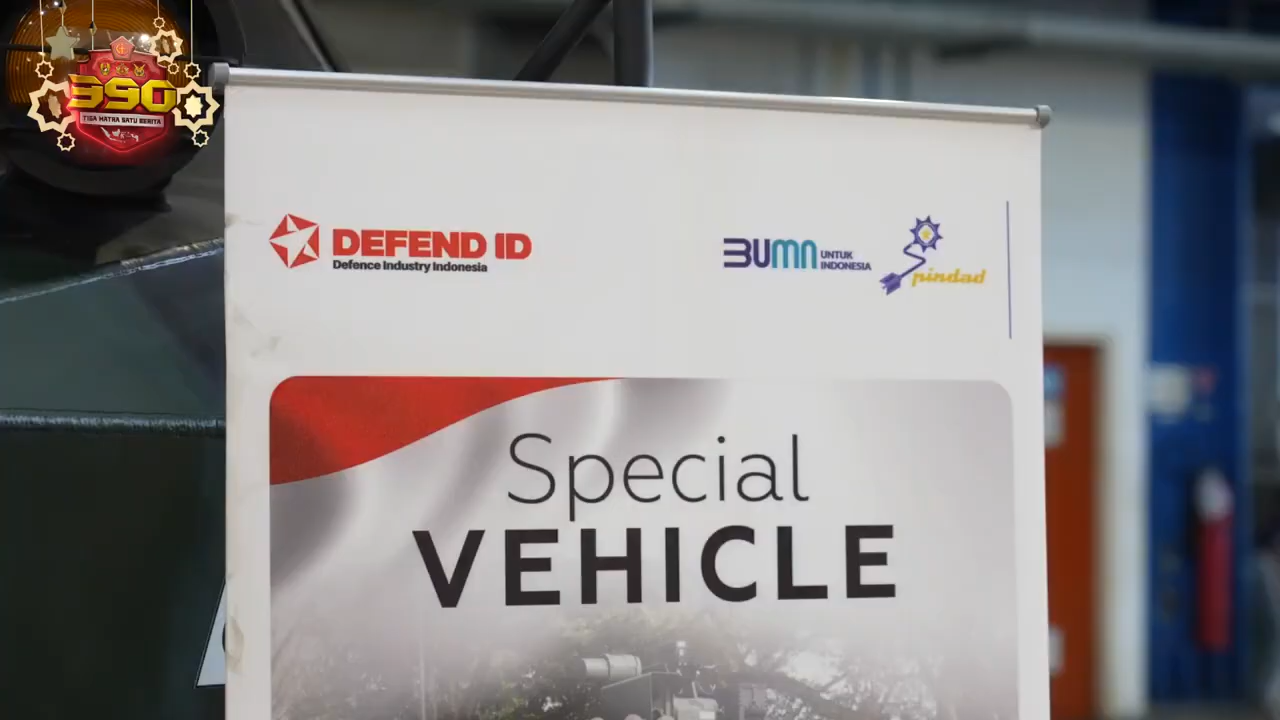 390
TIGA MATRA SATU BERITA
DEFEND ID
Defence Industry Indonesia
BUMN
UNTUK
INDONESIA
pindad
Special
VEHICLE